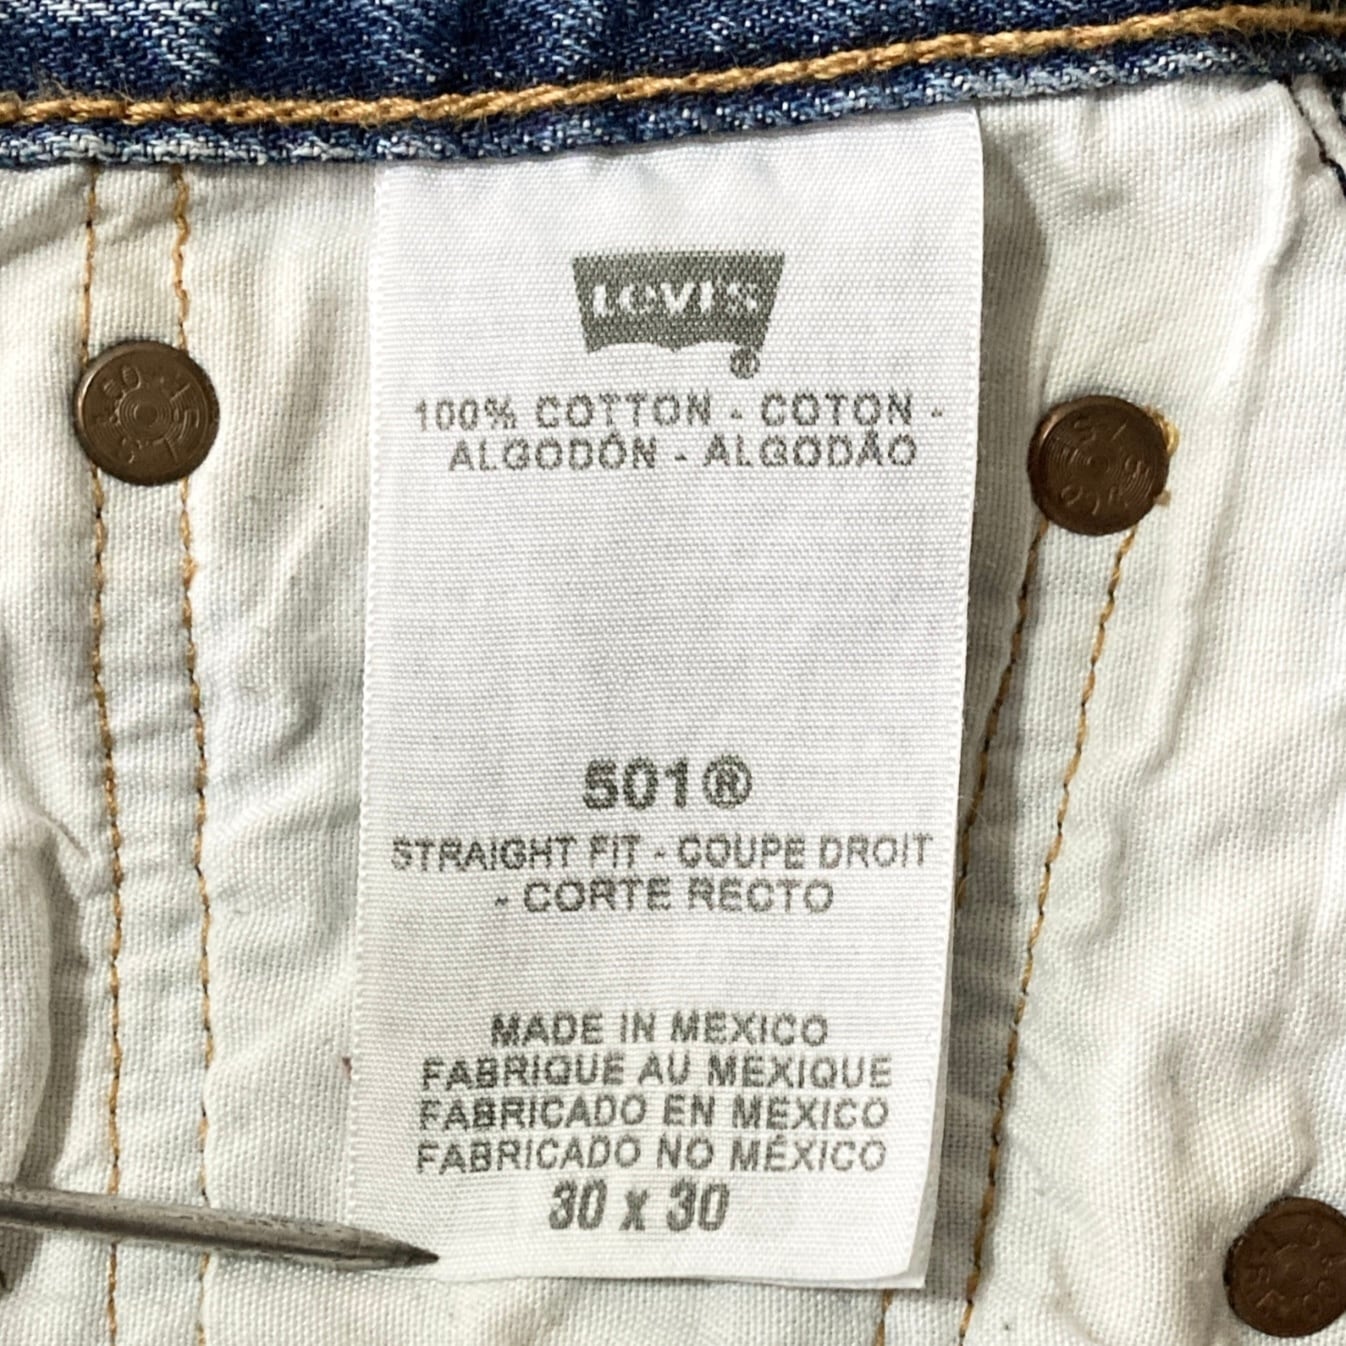 LEVI'S
®
100% COTTON - COTON -
ALGODÓN - ALGODÃO
501®
STRAIGHT FIT - COUPE DROIT
- CORTE RECTO
MADE IN MEXICO
FABRIQUE AU MEXIQUE
FABRICADO EN MÉXICO
FABRICADO NO MÉXICO
30 x 30